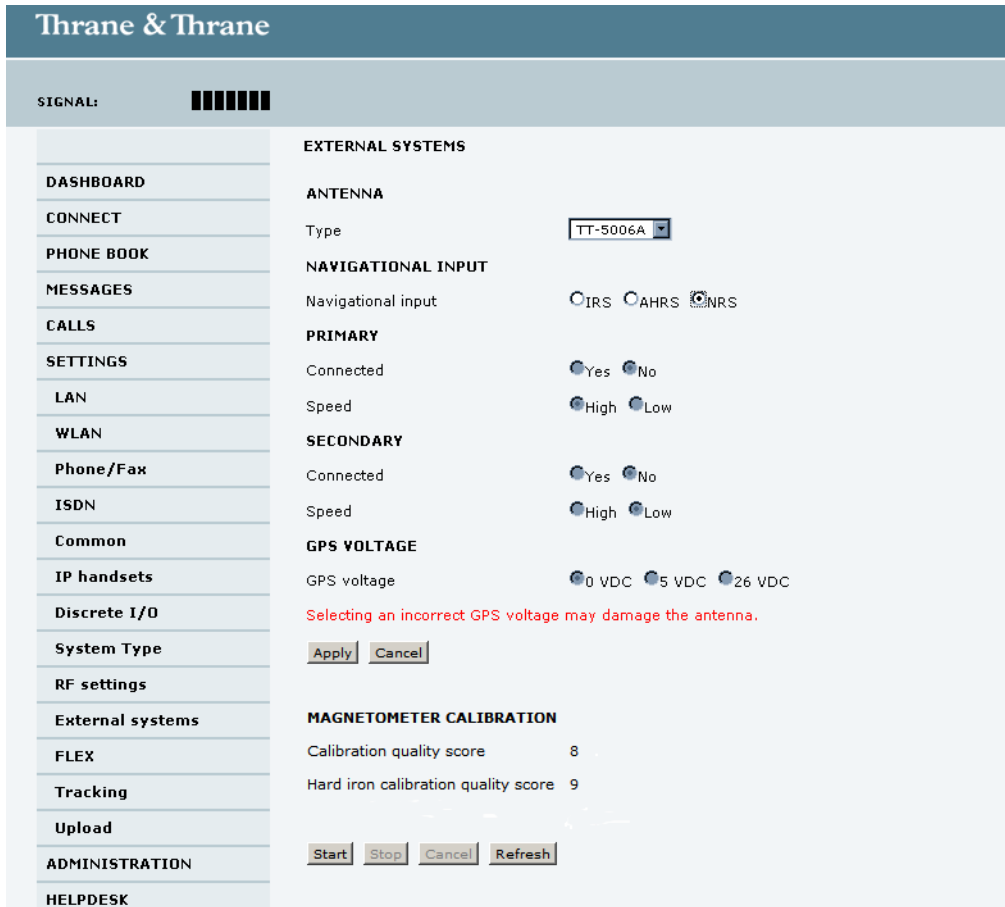 Thrane & Thrane
SIGNAL:
DASHBOARD
CONNECT
PHONE BOOK
MESSAGES
CALLS
SETTINGS
LAN
WLAN
Phone/Fax
ISDN
Common
IP handsets
Discrete I/O
System Type
RF settings
External systems
FLEX
Tracking
Upload
ADMINISTRATION
HELPDESK
EXTERNAL SYSTEMS
ANTENNA
Type TT-5006A
NAVIGATIONAL INPUT
Navigational input IRS AHRS NRS
PRIMARY
Connected Yes No
Speed High Low
SECONDARY
Connected Yes No
Speed High Low
GPS VOLTAGE
GPS voltage 0 VDC 5 VDC 26 VDC
Selecting an incorrect GPS voltage may damage the antenna.
Apply Cancel
MAGNETOMETER CALIBRATION
Calibration quality score 8
Hard iron calibration quality score 9
Start Stop Cancel Refresh